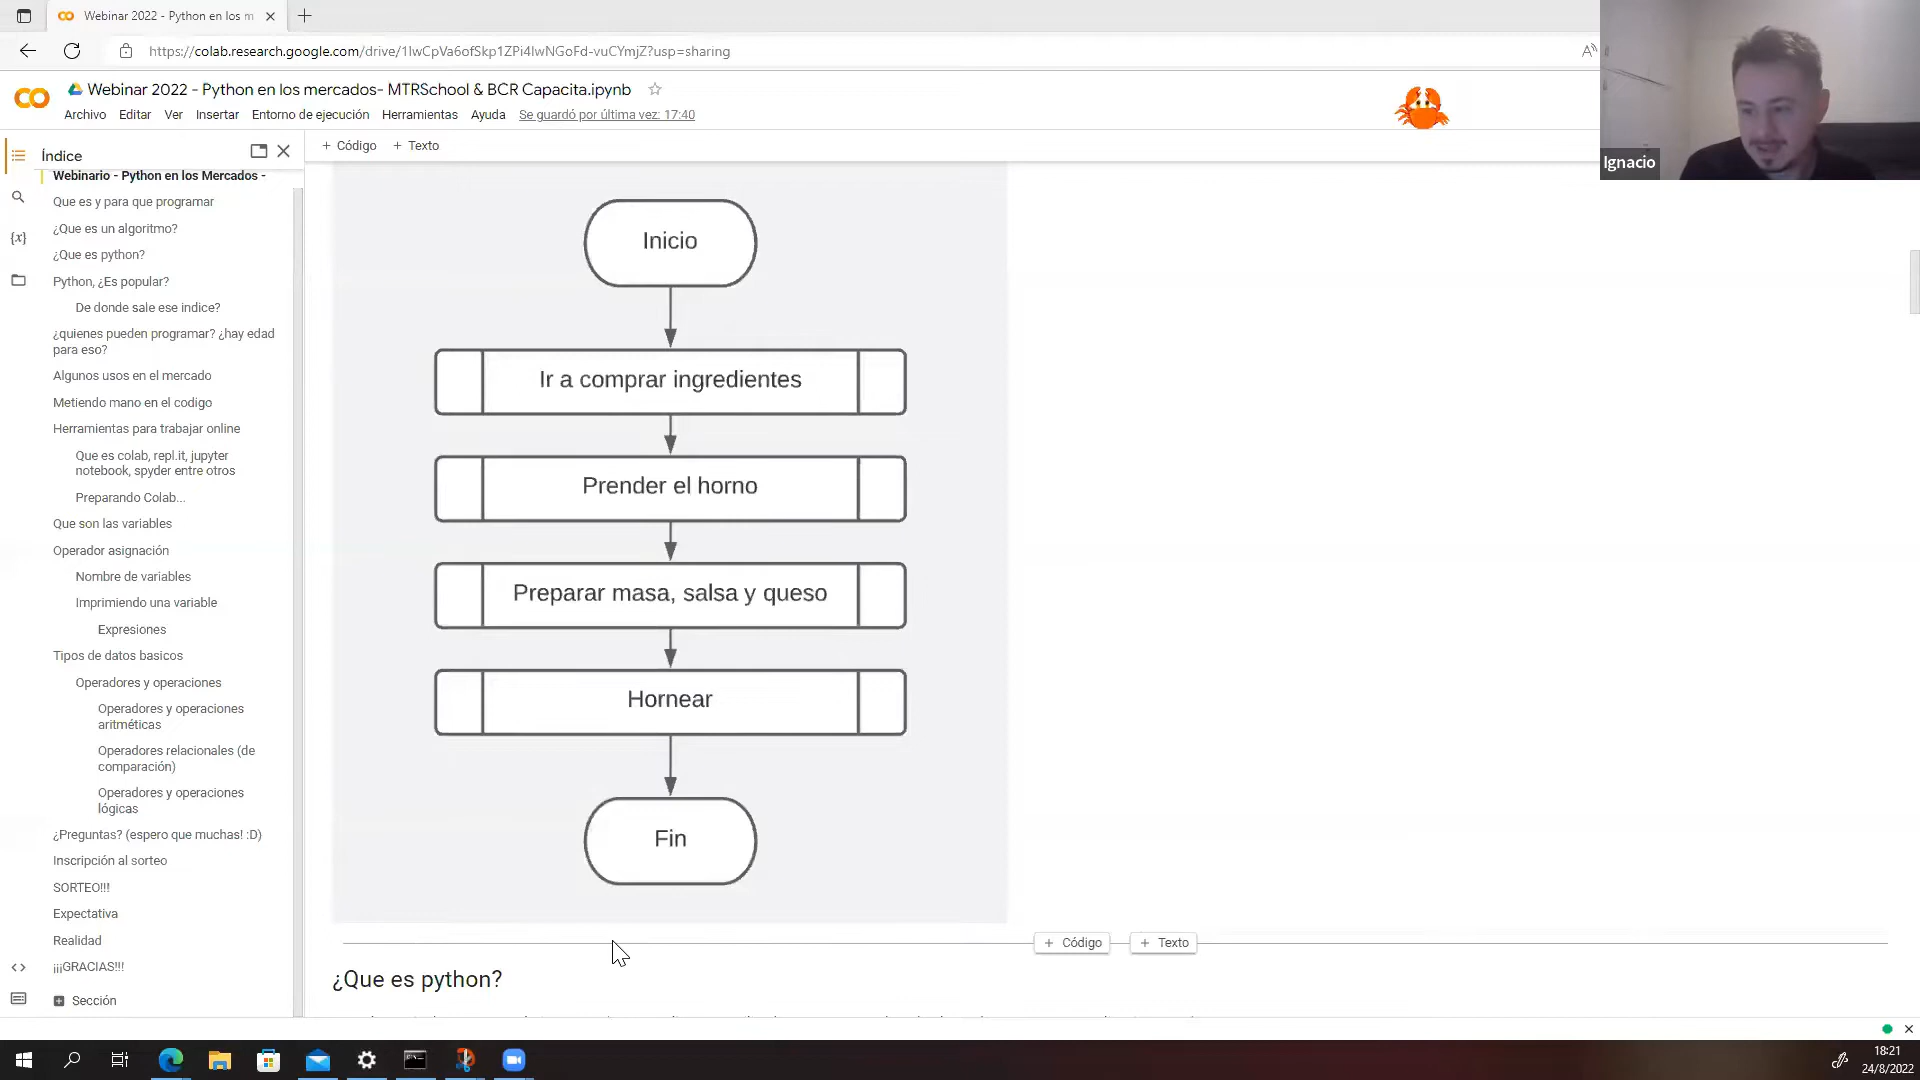 Webinar 2022 - Python en los m
https://colab.research.google.com/drive/1lwCpVa6ofSkp1ZPi4lwNGoFd-vuCYmjZ?usp=sharing
Webinar 2022 - Python en los mercados- MTRSchool & BCR Capacita.ipynb
Archivo Editar Ver Insertar Entorno de ejecución Herramientas Ayuda Se guardó por última vez: 17:40
Ignacio
Índice
+ Código + Texto
Webinario - Python en los Mercados -
Que es y para que programar
¿Que es un algoritmo?
¿Que es python?
Python, ¿Es popular?
De donde sale ese indice?
¿quienes pueden programar? ¿hay edad
para eso?
Algunos usos en el mercado
Metiendo mano en el codigo
Herramientas para trabajar online
Que es colab, repl.it, jupyter
notebook, spyder entre otros
Preparando Colab...
Que son las variables
Operador asignación
Nombre de variables
Imprimiendo una variable
Expresiones
Tipos de datos basicos
Operadores y operaciones
Operadores y operaciones
aritméticas
Operadores relacionales (de
comparación)
Operadores y operaciones
lógicas
¿Preguntas? (espero que muchas! :D)
Inscripción al sorteo
SORTEO!!!
Expectativa
Realidad
¡¡¡GRACIAS!!!
Sección
Inicio
Ir a comprar ingredientes
Prender el horno
Preparar masa, salsa y queso
Hornear
Fin
+ Código + Texto
¿Que es python?
18:21
24/8/2022